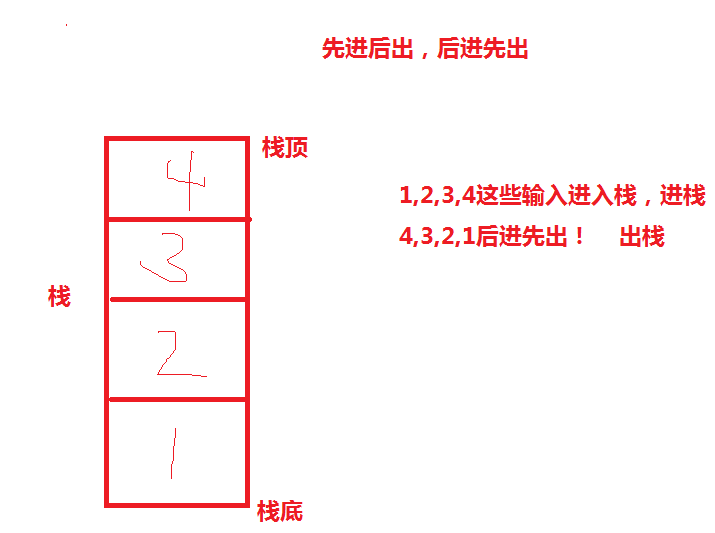 先进后出，后进先出
栈顶
4
1,2,3,4这些输入进入栈，进栈
4,3,2,1后进先出！ 出栈
3
栈
2
1
栈底